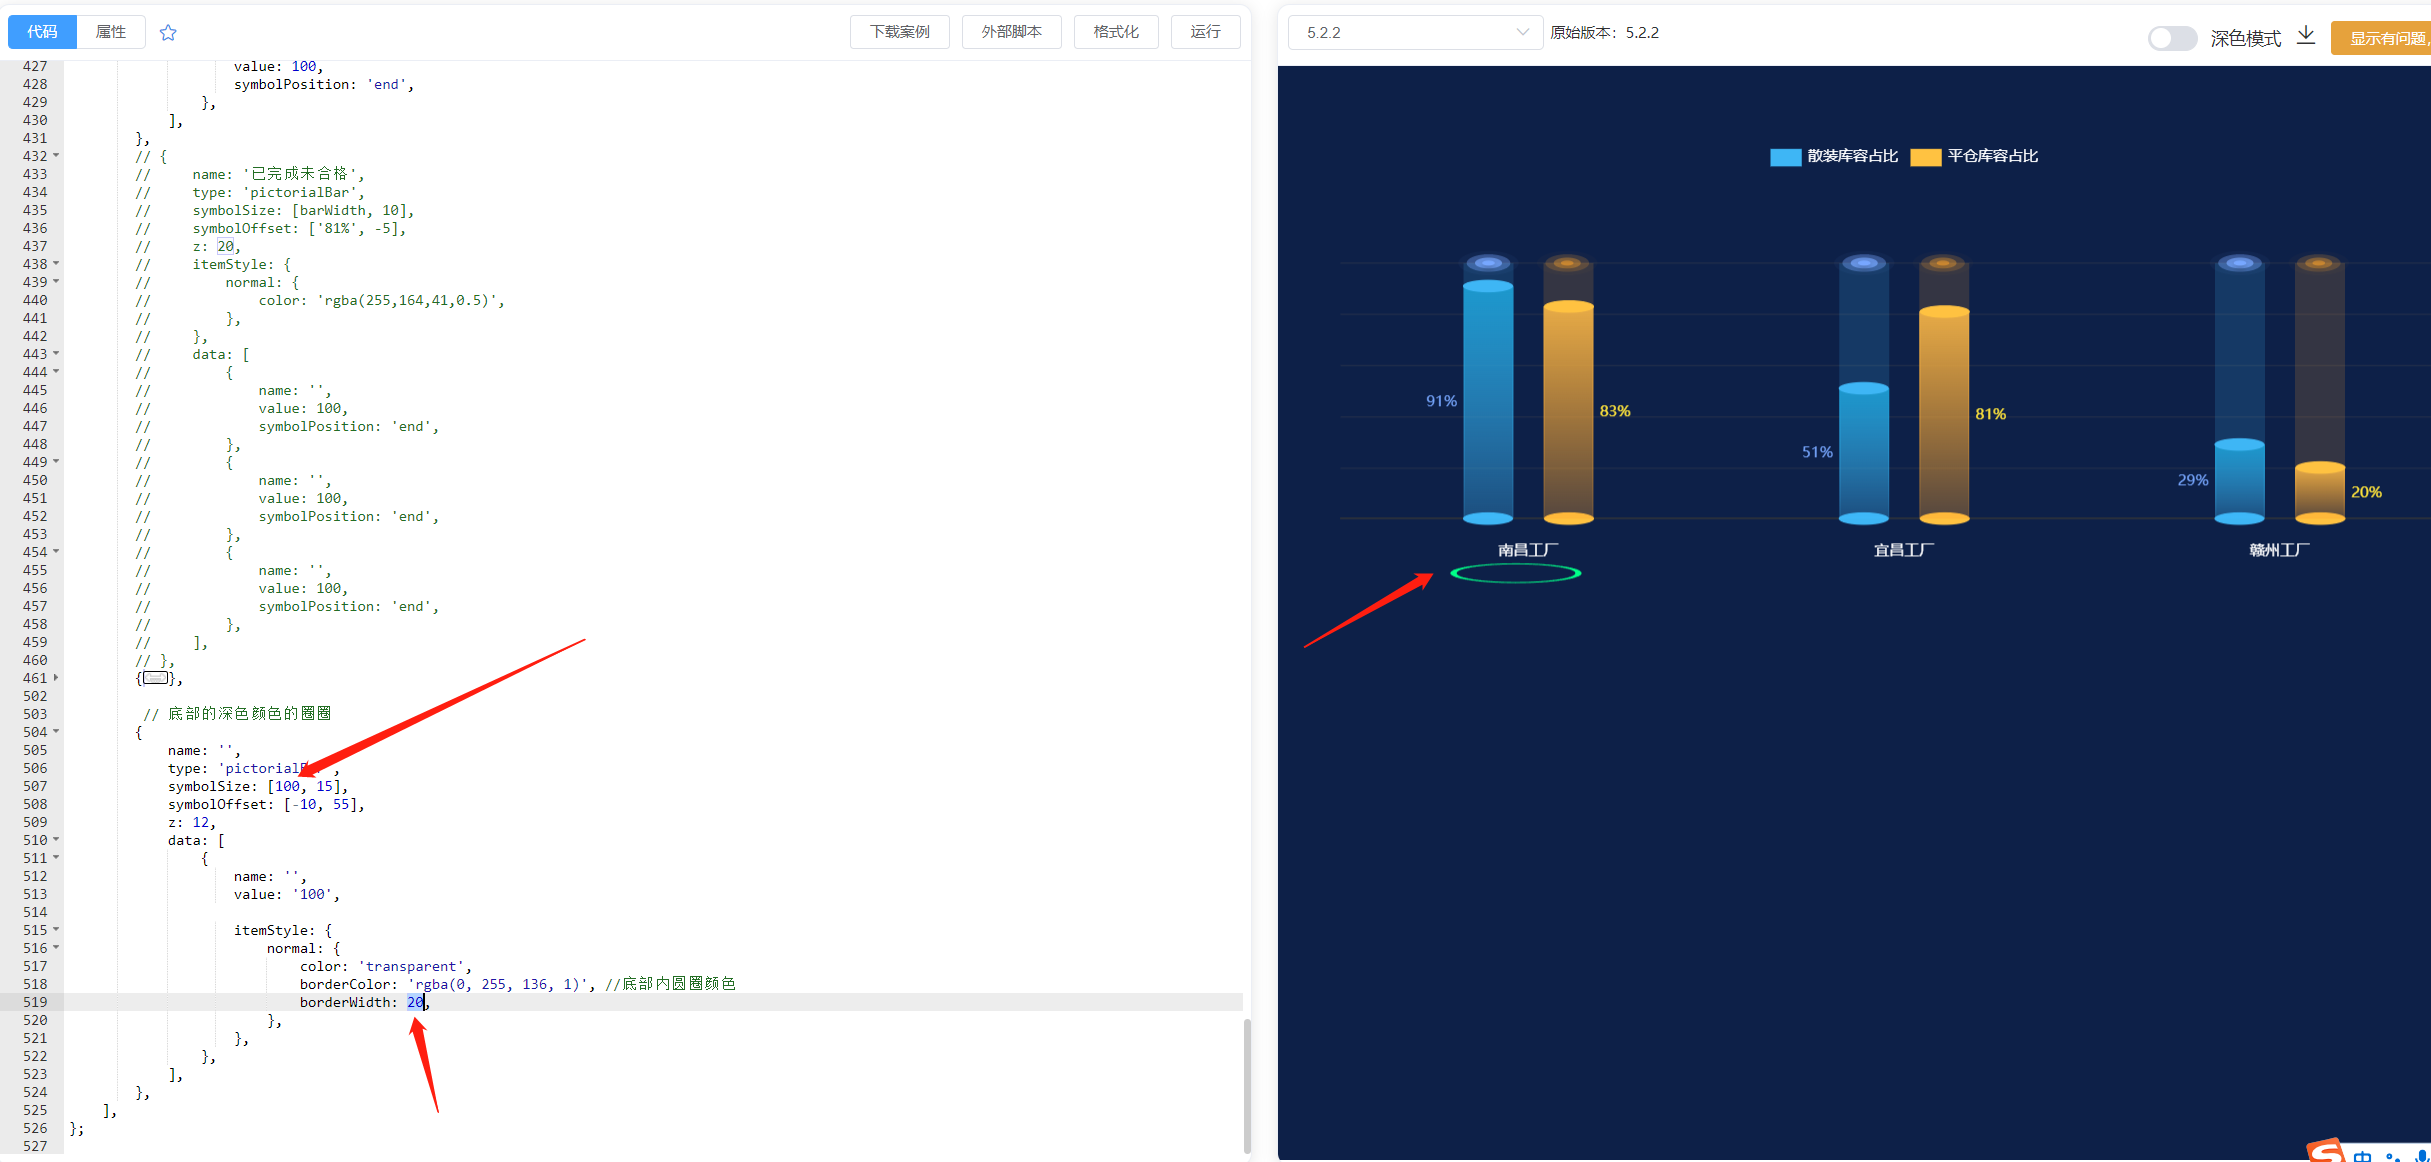 代码 属性 下载案例 外部脚本 格式化 运行
427 value: 100,
428 symbolPosition: 'end',
429 },
430 ],
431 },
432 // {
433 // name: '已完成未合格',
434 // type: 'pictorialBar',
435 // symbolSize: [barWidth, 10],
436 // symbolOffset: ['81%', -5],
437 // z: 20,
438 // itemStyle: {
439 // normal: {
440 // color: 'rgba(255,164,41,0.5)',
441 // },
442 // },
443 // data: [
444 // {
445 // name: '',
446 // value: 100,
447 // symbolPosition: 'end',
448 // },
449 // {
450 // name: '',
451 // value: 100,
452 // symbolPosition: 'end',
453 // },
454 // {
455 // name: '',
456 // value: 100,
457 // symbolPosition: 'end',
458 // },
459 // ],
460 // },
461 {},
502
503 // 底部的深色颜色的圈圈
504 {
505 name: '',
506 type: 'pictorial ',
507 symbolSize: [100, 15],
508 symbolOffset: [-10, 55],
509 z: 12,
510 data: [
511 {
512 name: '',
513 value: '100',
514
515 itemStyle: {
516 normal: {
517 color: 'transparent',
518 borderColor: 'rgba(0, 255, 136, 1)', //底部内圆圈颜色
519 borderWidth: 20,
520 },
521 },
522 },
523 ],
524 },
525 ],
526 };
527
5.2.2 原始版本：5.2.2 深色模式 显示有问题,
散装库容占比 平仓库容占比
91% 83% 51% 81% 29% 20%
南昌工厂 宜昌工厂 赣州工厂
S 中